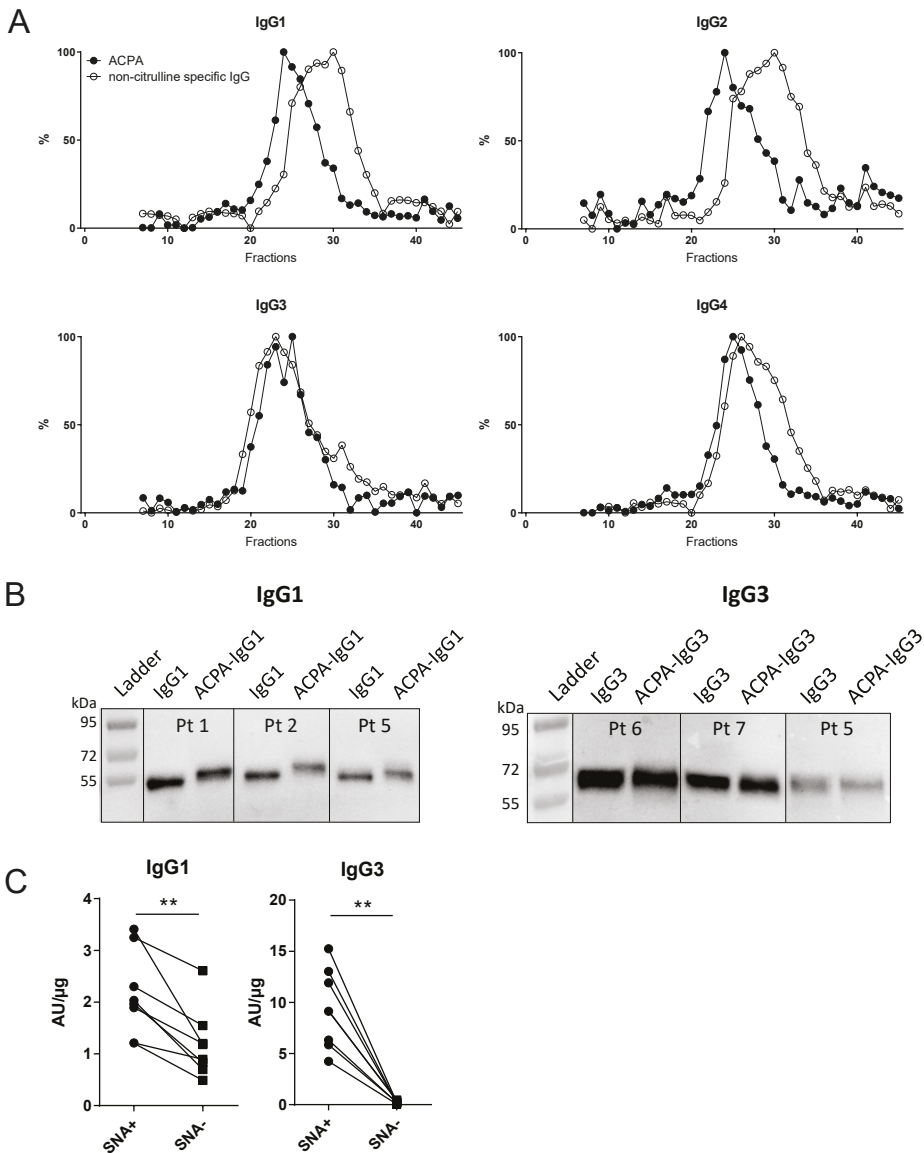 A
IgG1
100
50
0
%
ACPA
non-citrulline specific IgG
0 10 20 30 40
Fractions
IgG2
100
50
0
%
0 10 20 30 40
Fractions
IgG3
100
50
0
%
0 10 20 30 40
Fractions
IgG4
100
50
0
%
0 10 20 30 40
Fractions
B
IgG1
Ladder IgG1 ACPA-IgG1 IgG1 ACPA-IgG1 IgG1 ACPA-IgG1
kDa
95
72
55
Pt 1 Pt 2 Pt 5
IgG3
Ladder IgG3 ACPA-IgG3 IgG3 ACPA-IgG3 IgG3 ACPA-IgG3
kDa
95
72
55
Pt 6 Pt 7 Pt 5
C
IgG1
**
4
3
2
1
0
AU/µg
SNA+ SNA-
IgG3
**
20
15
10
5
0
AU/µg
SNA+ SNA-